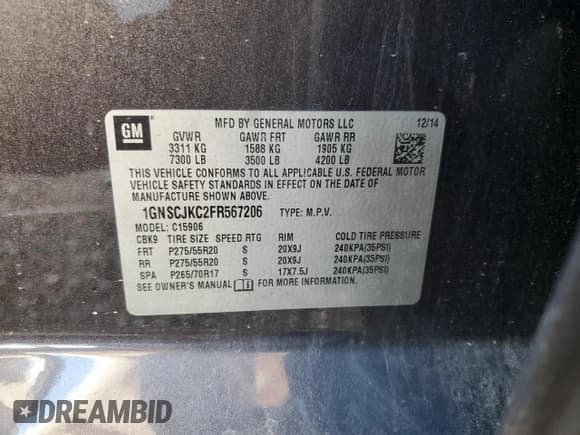 GM
MFD BY GENERAL MOTORS LLC 12/14
GVWR GAWR FRT GAWR RR
3311 KG 1588 KG 1905 KG
7300 LB 3500 LB 4200 LB
THIS VEHICLE CONFORMS TO ALL APPLICABLE U.S. FEDERAL MOTOR
VEHICLE SAFETY STANDARDS IN EFFECT ON THE DATE OF
MANUFACTURE SHOWN ABOVE.
1GNSCJKC2FR567206 TYPE: M.P.V.
MODEL: C15906
CBK9 TIRE SIZE SPEED RTG RIM COLD TIRE PRESSURE
FRT P275/55R20 S 20X9J 240KPA(35PSI)
RR P275/55R20 S 20X9J 240KPA(35PSI)
SPA P265/70R17 S 17X7.5J 240KPA(35PSI)
SEE OWNER'S MANUAL FOR MORE INFORMATION.
DREAMBID